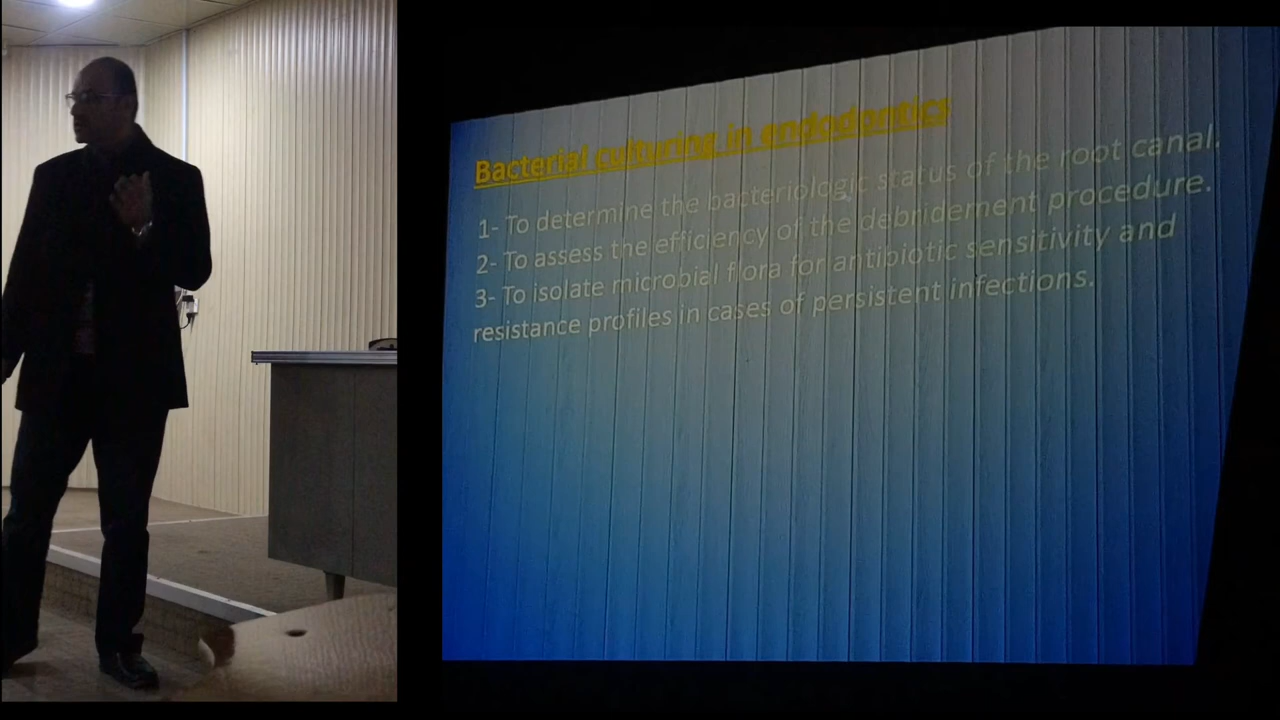 Bacterial culturing in endodontics
1- To determine the bacteriologic status of the root canal.
2- To assess the efficiency of the debridement procedure.
3- To isolate microbial flora for antibiotic sensitivity and
resistance profiles in cases of persistent infections.